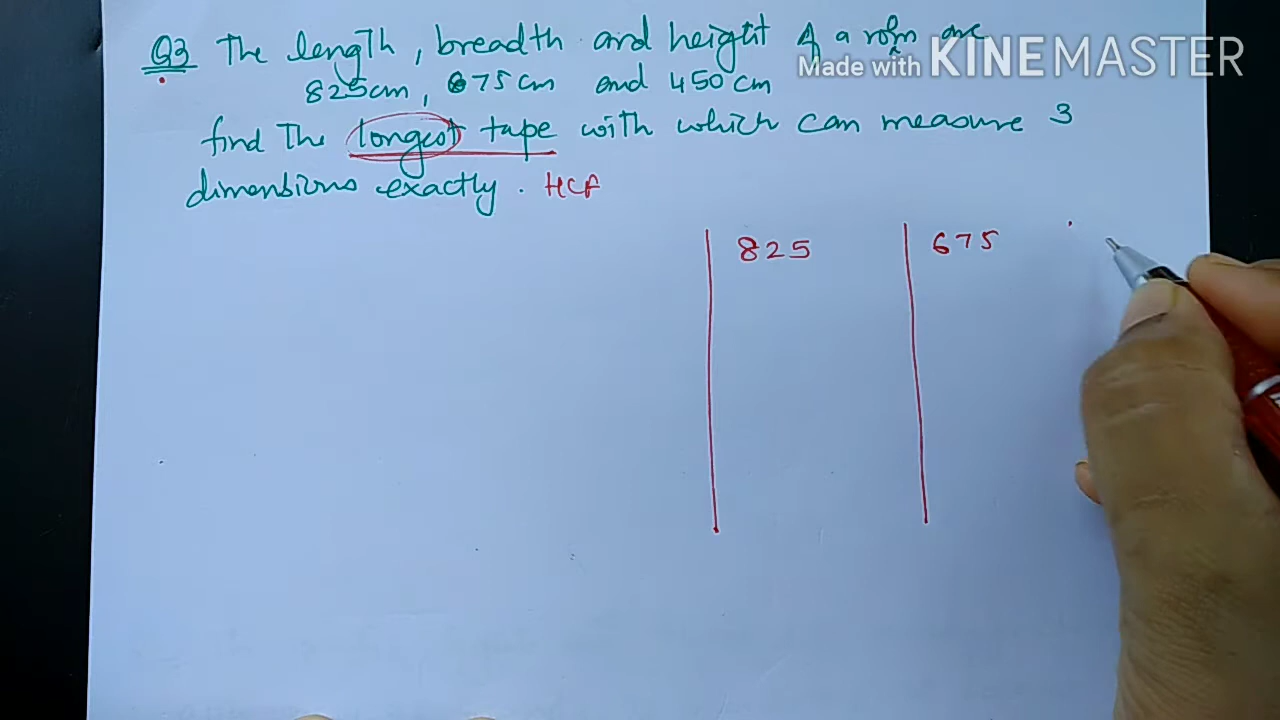 Q3 The length, breadth and height of a room are
Made with KINEMASTER
825cm, 675cm and 450cm
find The longest tape with which can measure 3
dimensions exactly. HCF
825 675